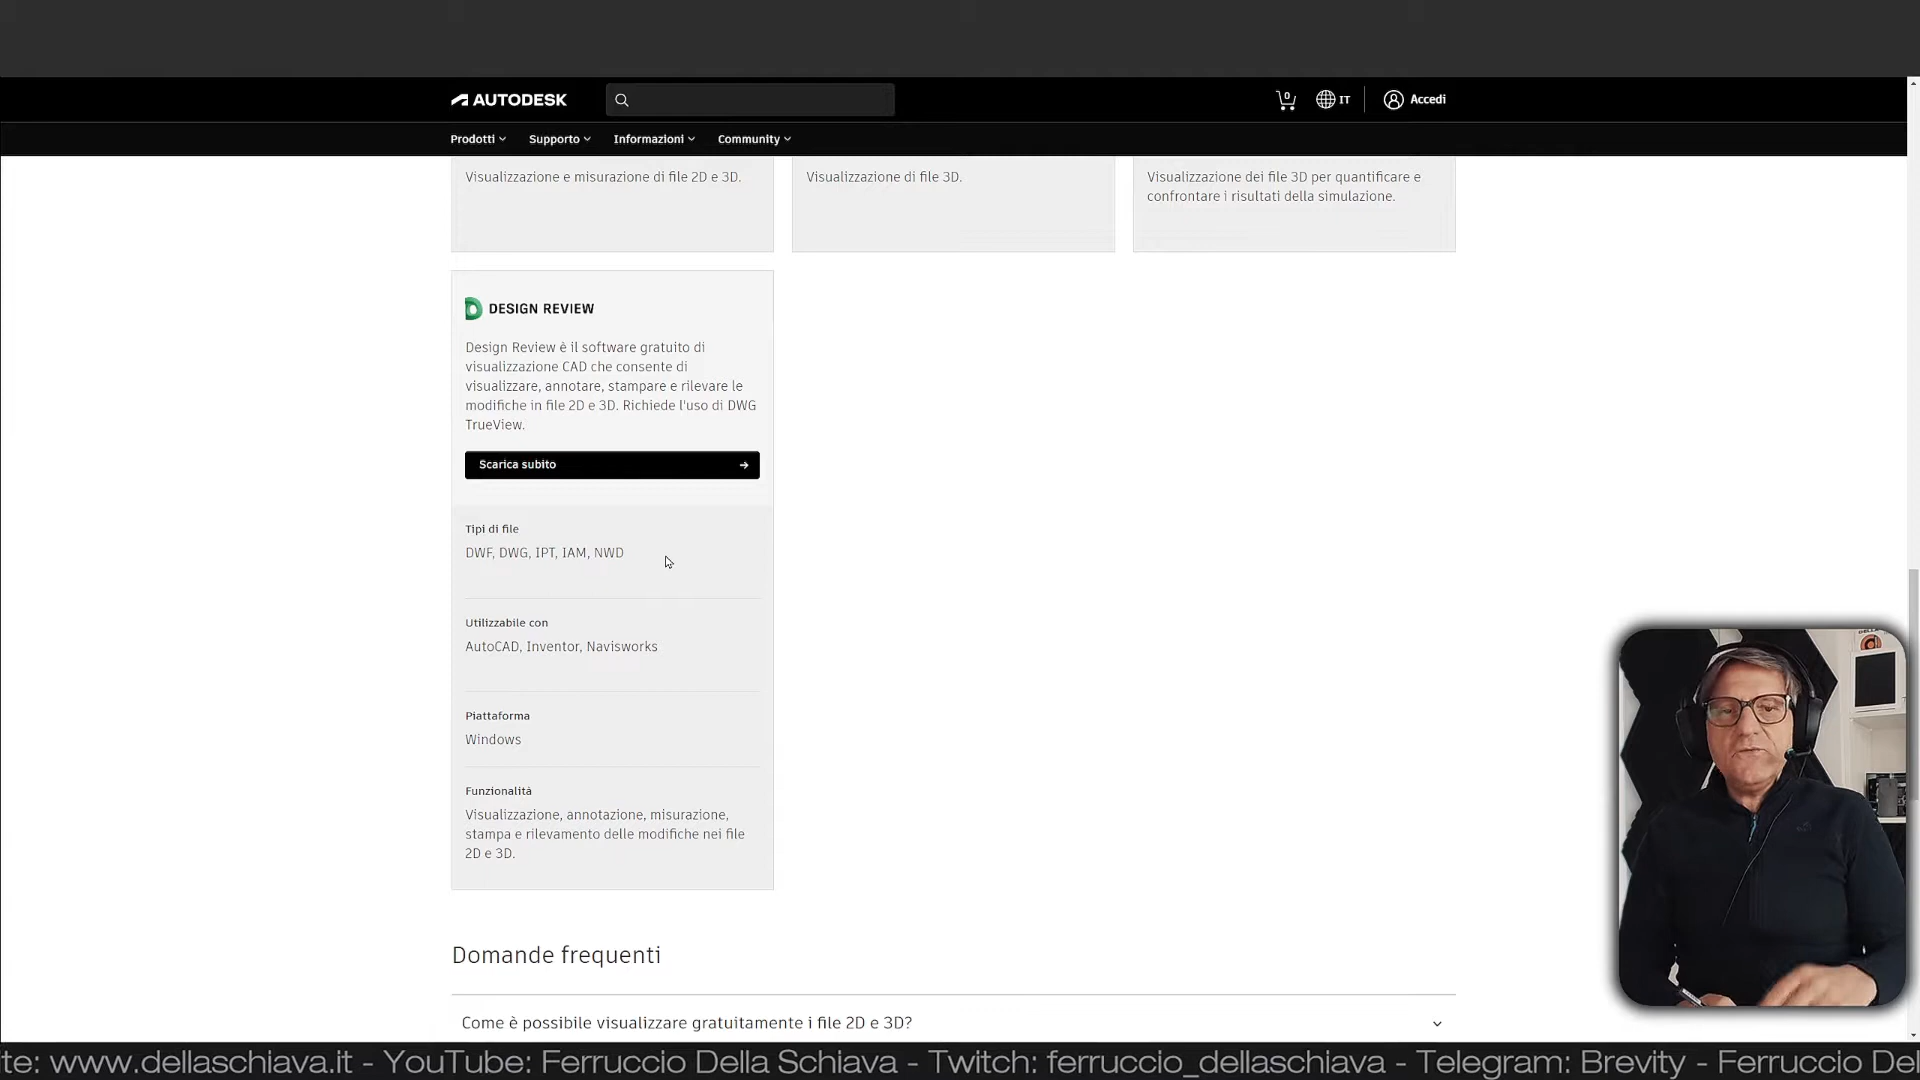 AUTODESK
0
IT
Accedi
Prodotti
Supporto
Informazioni
Community
Visualizzazione e misurazione di file 2D e 3D.
Visualizzazione di file 3D.
Visualizzazione dei file 3D per quantificare e
confrontare i risultati della simulazione.
DESIGN REVIEW
Design Review è il software gratuito di
visualizzazione CAD che consente di
visualizzare, annotare, stampare e rilevare le
modifiche in file 2D e 3D. Richiede l'uso di DWG
TrueView.
Scarica subito
Tipi di file
DWF, DWG, IPT, IAM, NWD
Utilizzabile con
AutoCAD, Inventor, Navisworks
Piattaforma
Windows
Funzionalità
Visualizzazione, annotazione, misurazione,
stampa e rilevamento delle modifiche nei file
2D e 3D.
Domande frequenti
Come è possibile visualizzare gratuitamente i file 2D e 3D?
ite: www.dellaschiava.it - YouTube: Ferruccio Della Schiava - Twitch: ferruccio_dellaschiava - Telegram: Brevity - Ferruccio Del